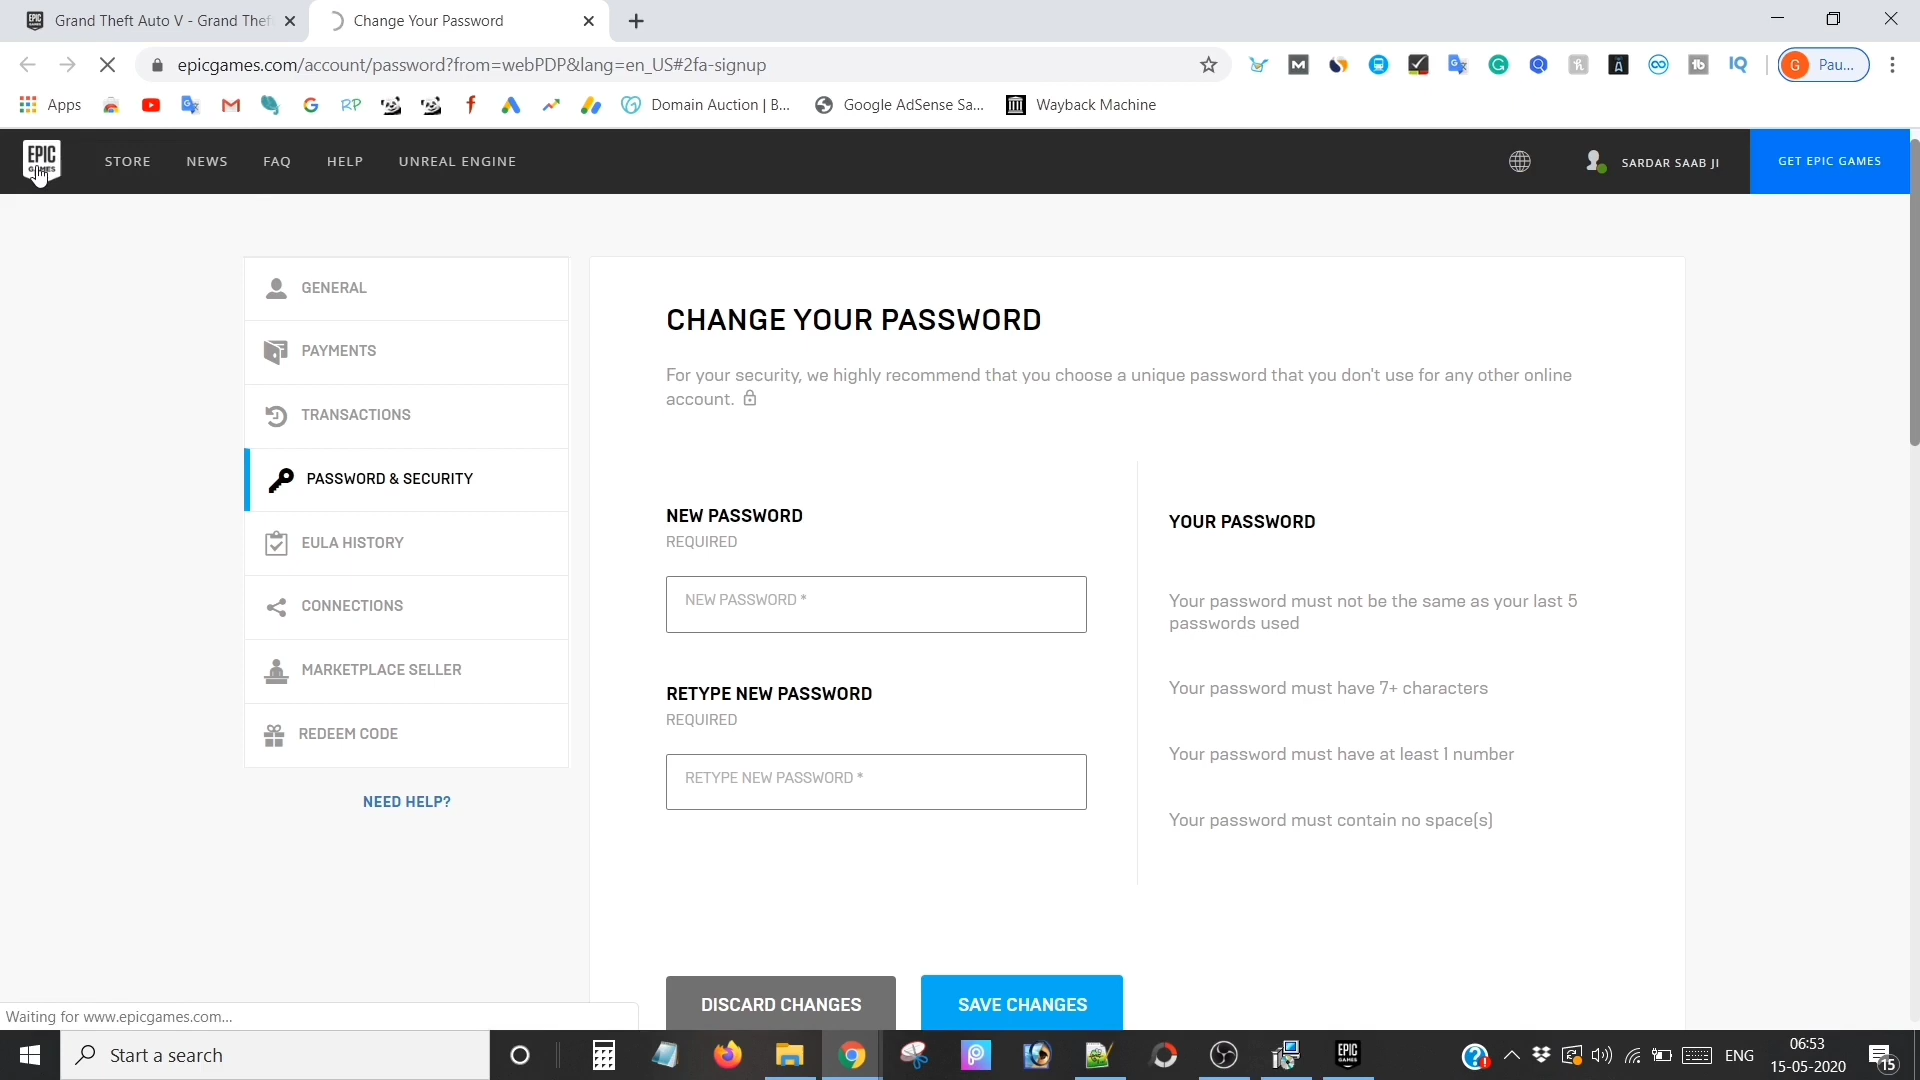 Grand Theft Auto V - Grand Thef
Change Your Password
epicgames.com/account/password?from=webPDP&lang=en_US#2fa-signup
G Pau...
Apps
Domain Auction | B...
Google AdSense Sa...
Wayback Machine
EPIC GAMES
STORE
NEWS
FAQ
HELP
UNREAL ENGINE
SARDAR SAAB JI
GET EPIC GAMES
GENERAL
PAYMENTS
TRANSACTIONS
PASSWORD & SECURITY
EULA HISTORY
CONNECTIONS
MARKETPLACE SELLER
REDEEM CODE
NEED HELP?
CHANGE YOUR PASSWORD
For your security, we highly recommend that you choose a unique password that you don't use for any other online
account.
NEW PASSWORD
REQUIRED
NEW PASSWORD *
RETYPE NEW PASSWORD
REQUIRED
RETYPE NEW PASSWORD *
YOUR PASSWORD
Your password must not be the same as your last 5
passwords used
Your password must have 7+ characters
Your password must have at least 1 number
Your password must contain no space(s)
DISCARD CHANGES
SAVE CHANGES
Waiting for www.epicgames.com...
Start a search
ENG
06:53
15-05-2020
15